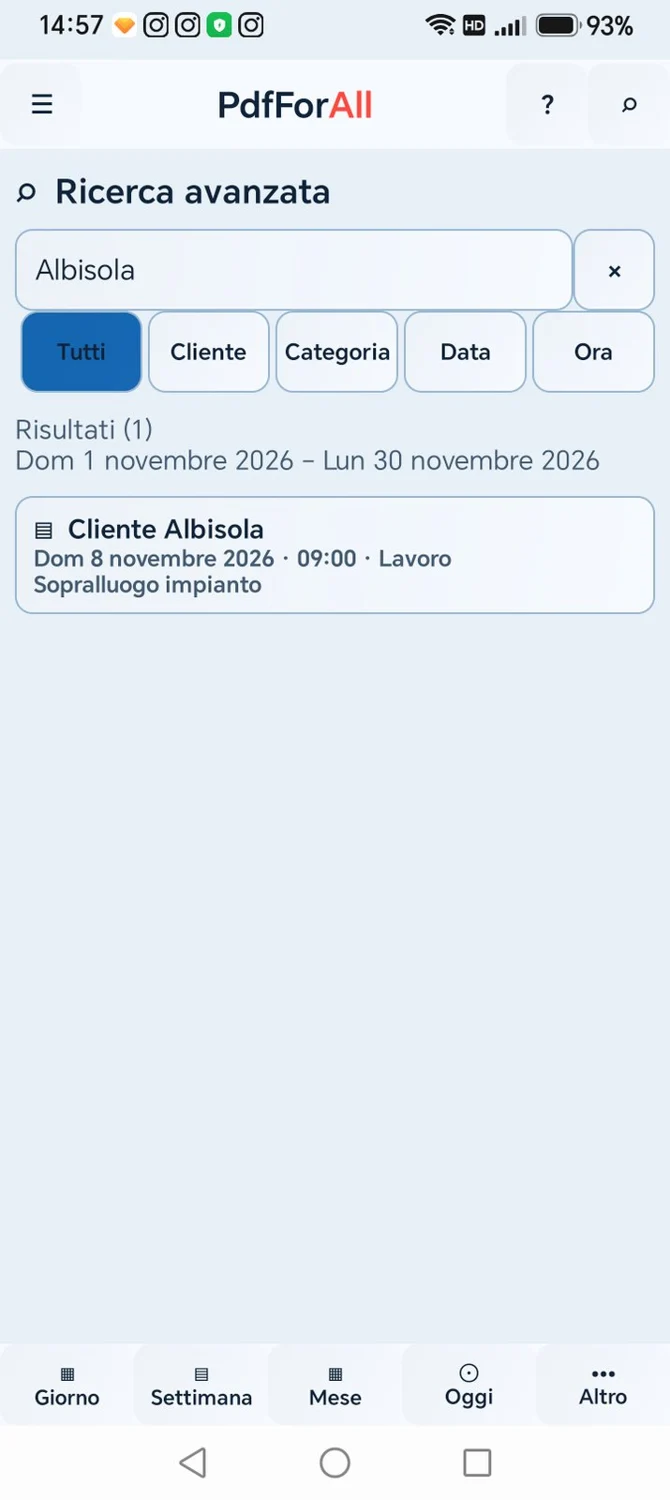 14:57 HD 93%
☰ PdfForAll ? ⌕
⌕ Ricerca avanzata
Albisola ×
Tutti Cliente Categoria Data Ora
Risultati (1)
Dom 1 novembre 2026 – Lun 30 novembre 2026
▤ Cliente Albisola
Dom 8 novembre 2026 · 09:00 · Lavoro
Sopralluogo impianto
Giorno Settimana Mese Oggi Altro